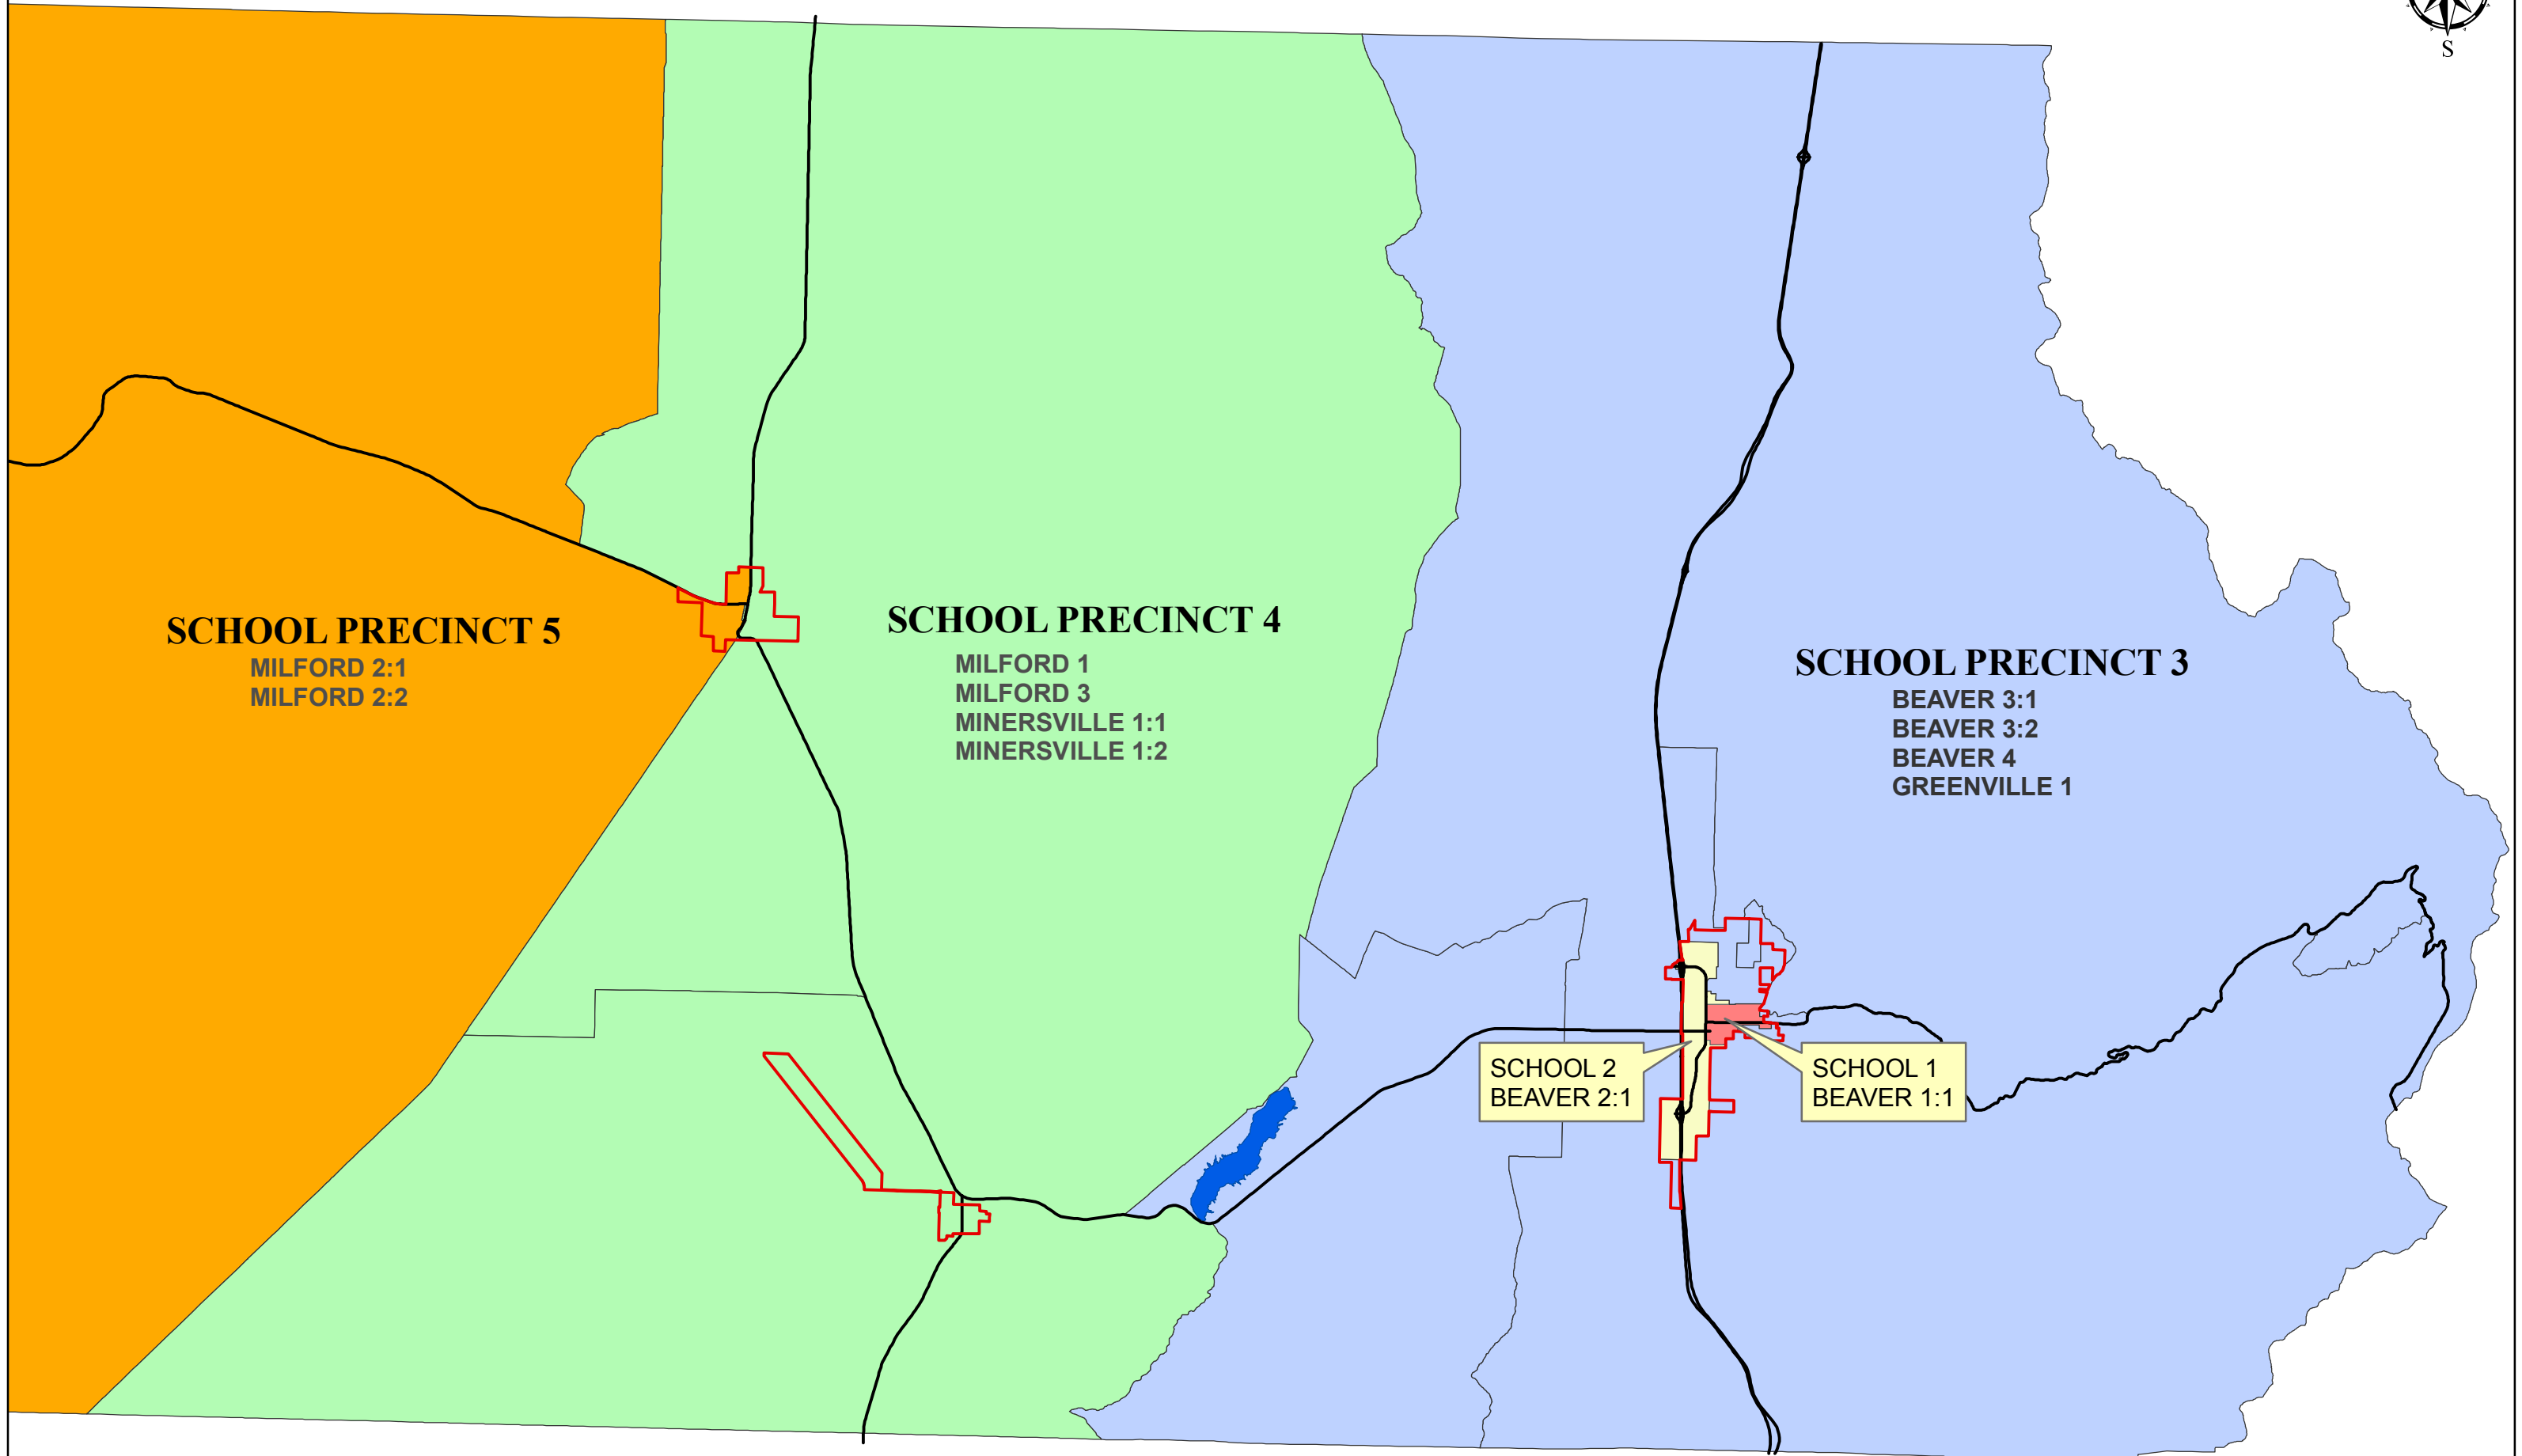 S
SCHOOL PRECINCT 5
MILFORD 2:1
MILFORD 2:2
SCHOOL PRECINCT 4
MILFORD 1
MILFORD 3
MINERSVILLE 1:1
MINERSVILLE 1:2
SCHOOL PRECINCT 3
BEAVER 3:1
BEAVER 3:2
BEAVER 4
GREENVILLE 1
SCHOOL 2
BEAVER 2:1
SCHOOL 1
BEAVER 1:1